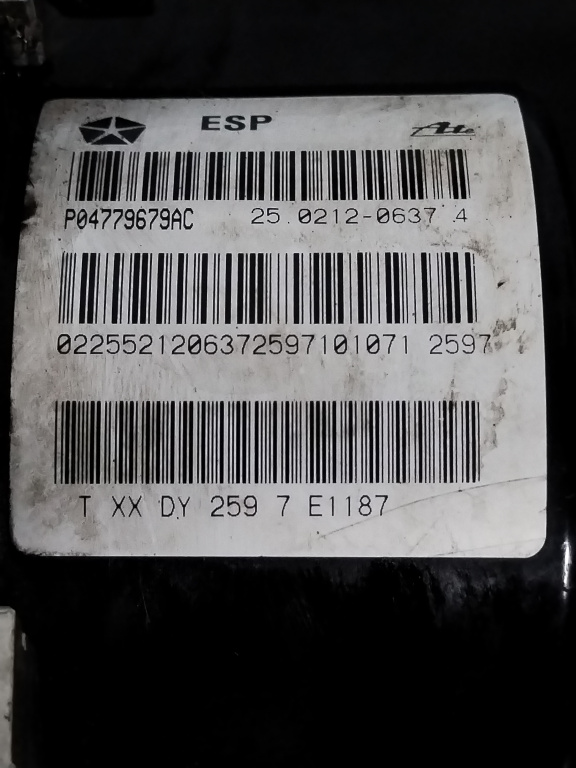 ESP Ate
P04779679AC 25.0212-0637.4
0225521206372597101071 2597
T XX DY 259 7 E1187